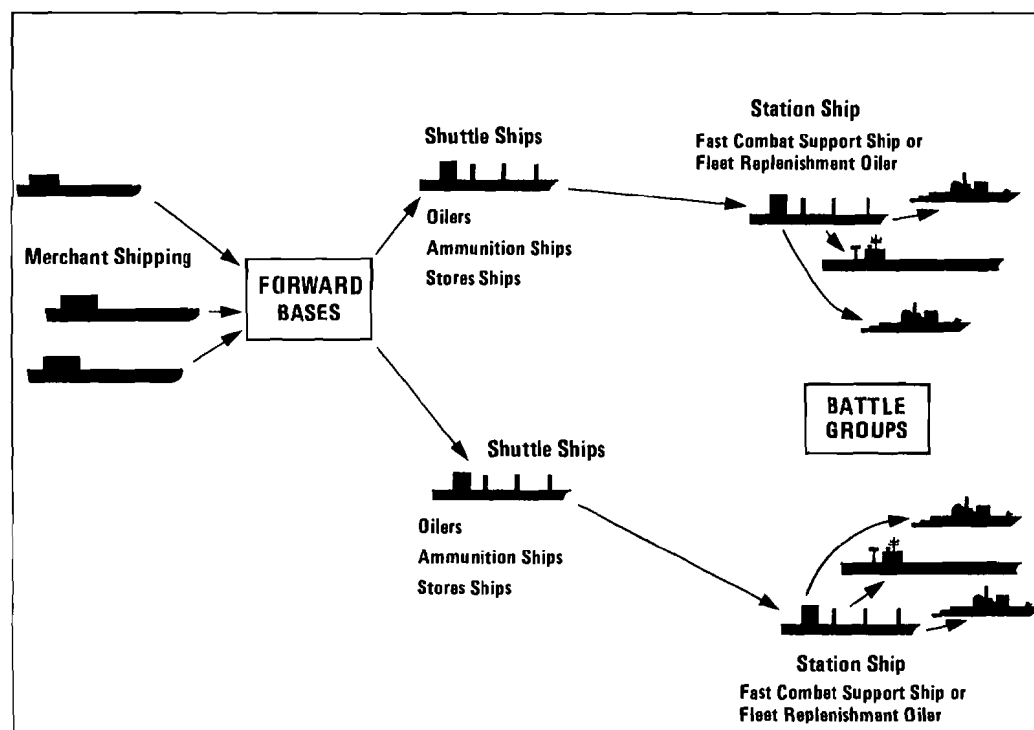 Station Ship
Fast Combat Support Ship or
Fleet Replenishment Oiler
Shuttle Ships
Oilers
Ammunition Ships
Stores Ships
Merchant Shipping
FORWARD
BASES
BATTLE
GROUPS
Shuttle Ships
Oilers
Ammunition Ships
Stores Ships
Station Ship
Fast Combat Support Ship or
Fleet Replenishment Oiler